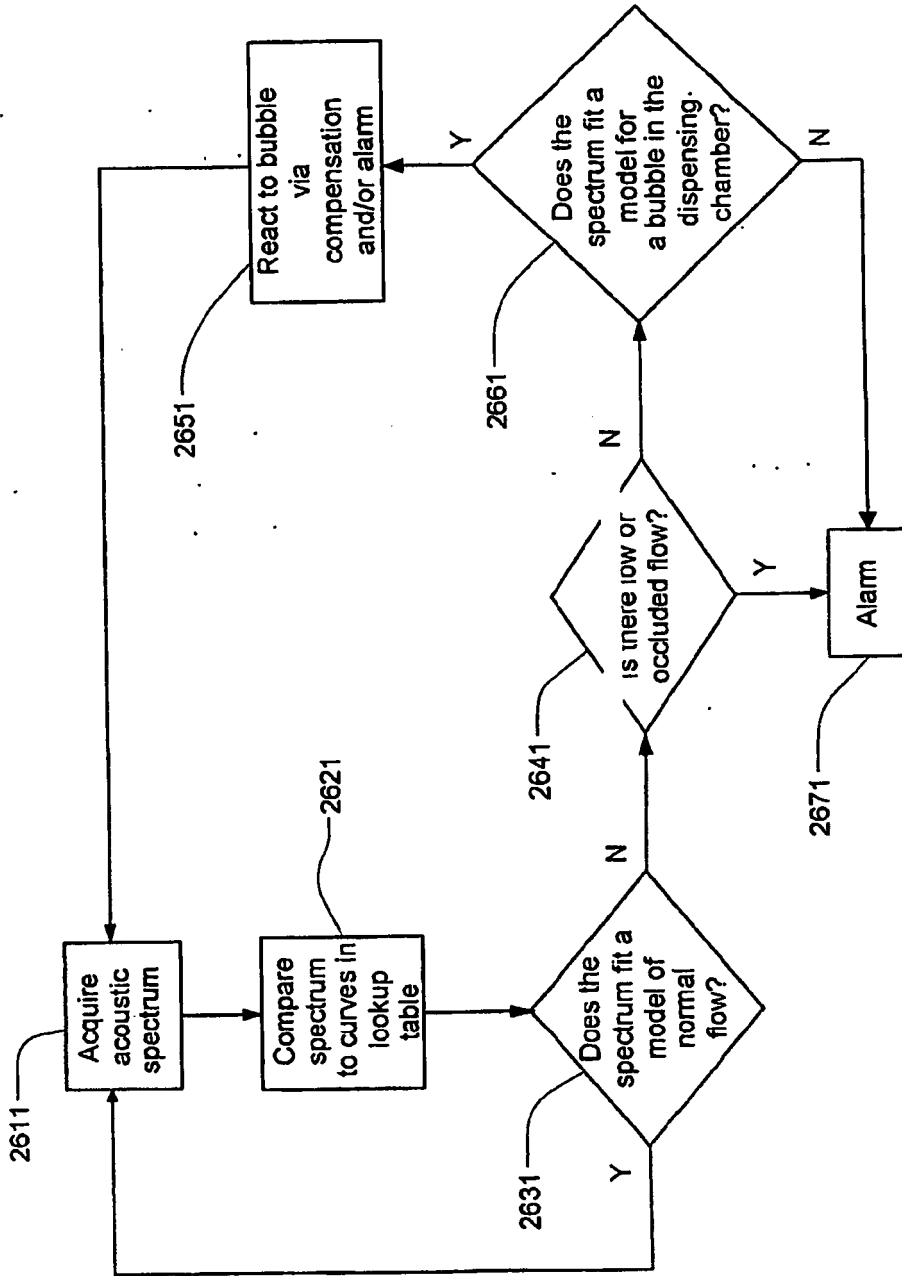 2611
Acquire
acoustic
spectrum
2621
Compare
spectrum
to curves in
lookup
table
2631
Does the
spectrum fit a
model of
normal
flow?
Y
N
2641
Is there low or
occluded flow?
Y
N
2651
React to bubble
via
compensation
and/or alarm
2661
Does the
spectrum fit a
model for
a bubble in the
dispensing.
chamber?
Y
N
2671
Alarm